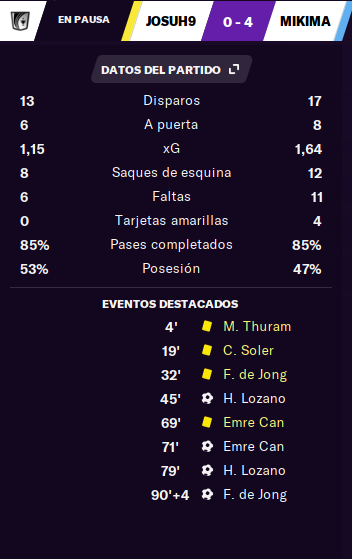 EN PAUSA JOSUH9 0 - 4 MIKIMA
DATOS DEL PARTIDO
13 Disparos 17
6 A puerta 8
1,15 xG 1,64
8 Saques de esquina 12
6 Faltas 11
0 Tarjetas amarillas 4
85% Pases completados 85%
53% Posesión 47%
EVENTOS DESTACADOS
4' M. Thuram
19' C. Soler
32' F. de Jong
45' H. Lozano
69' Emre Can
71' Emre Can
79' H. Lozano
90'+4 F. de Jong